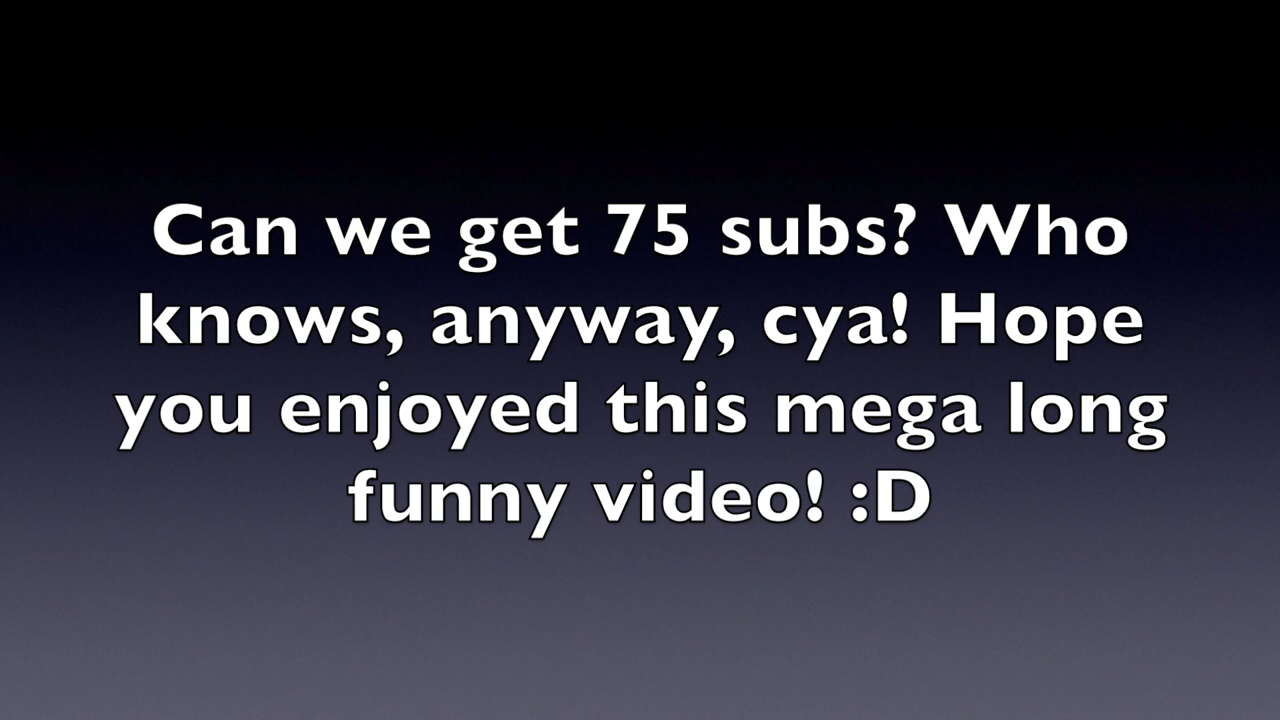 Can we get 75 subs? Who
knows, anyway, cya! Hope
you enjoyed this mega long
funny video! :D